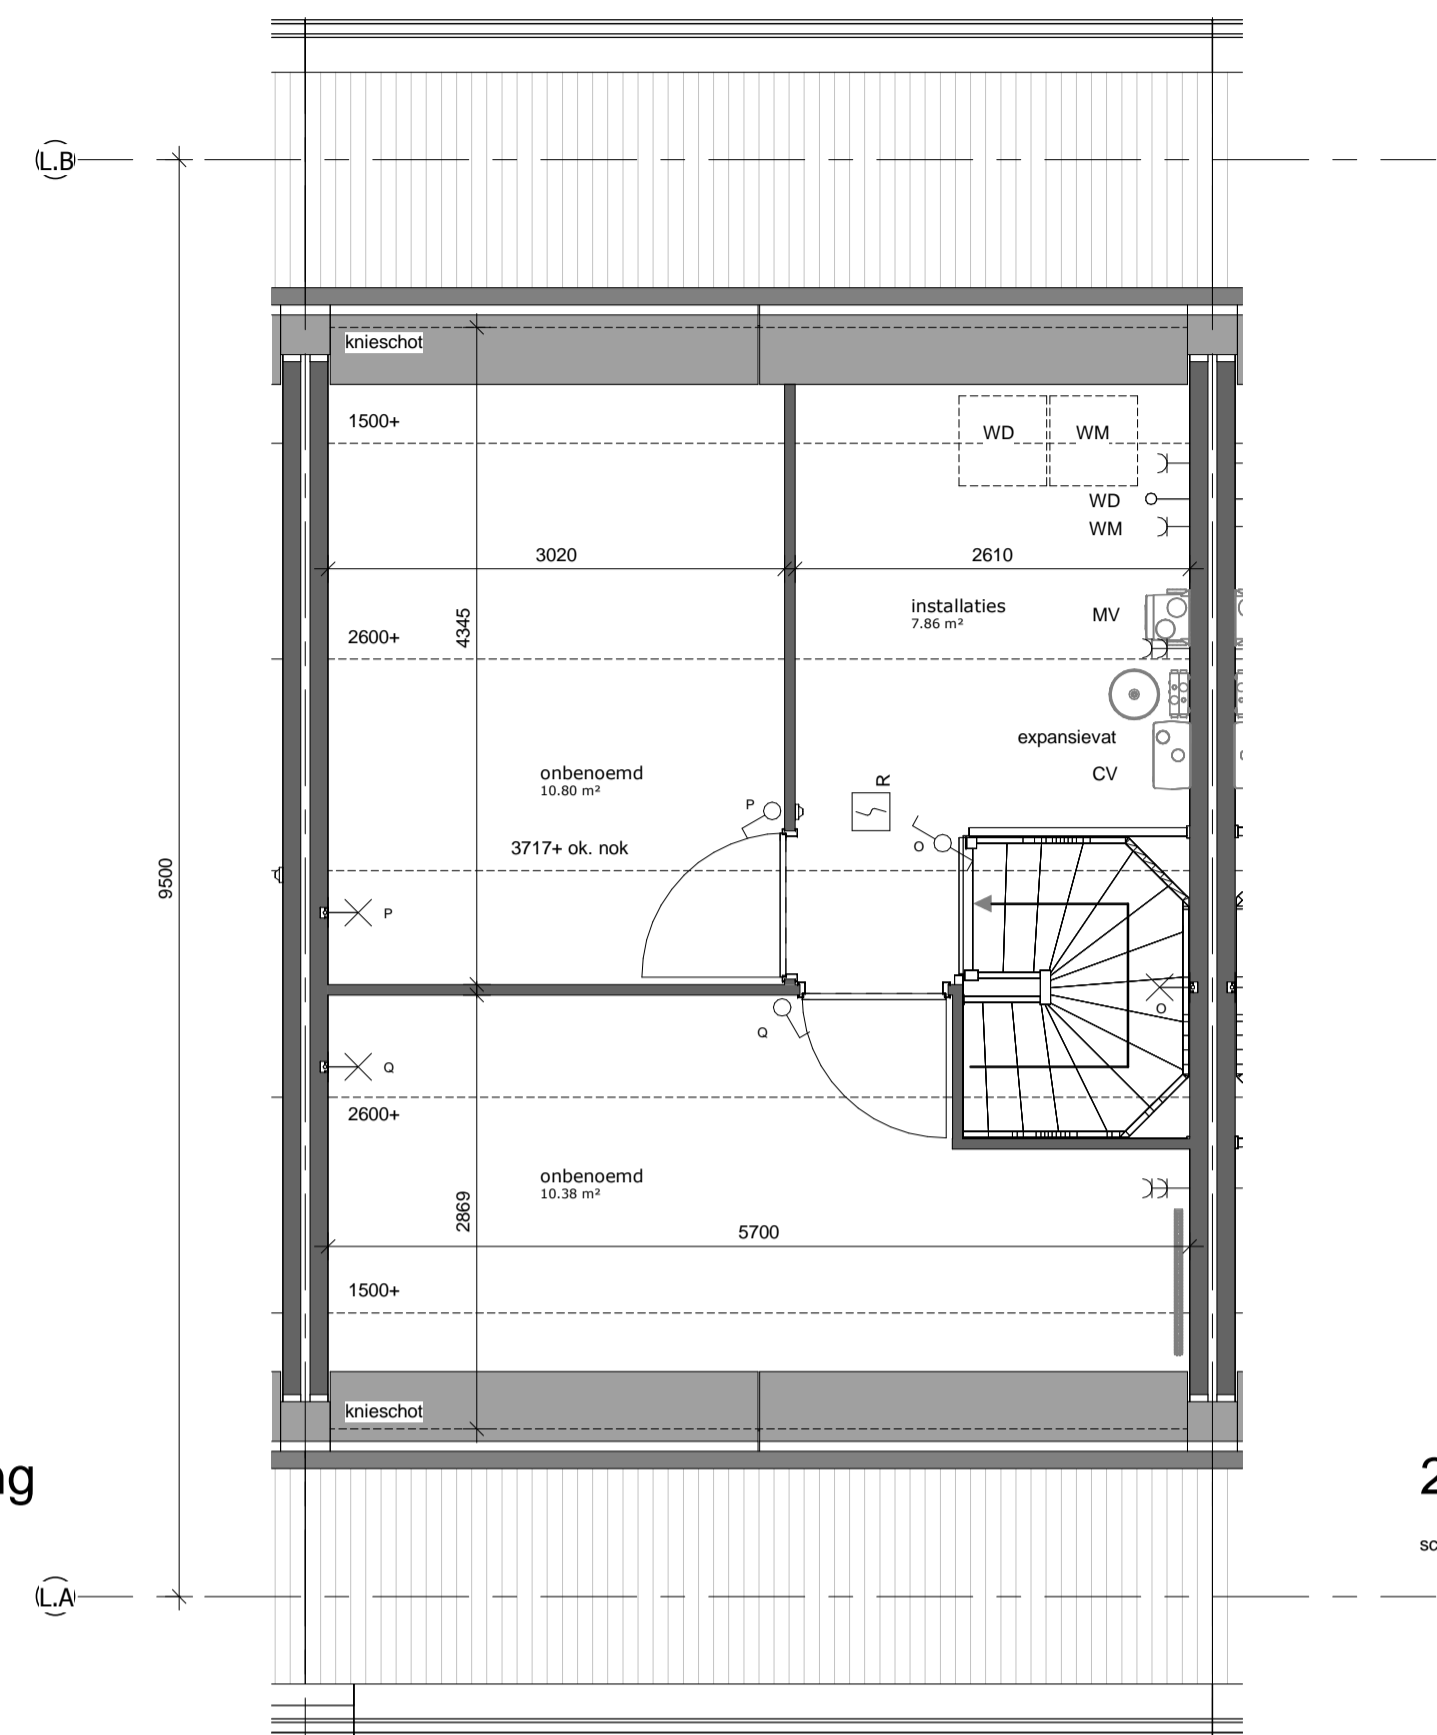 L.B
knieschot
1500+
WD
WM
WD
WM
3020
2610
installaties
7.86 m²
MV
2600+
4345
expansievat
CV
onbenoemd
10.80 m²
P
R
O
3717+ ok. nok
9500
P
O
Q
Q
2600+
onbenoemd
10.38 m²
2869
5700
1500+
knieschot
ng
2
sc
L.A